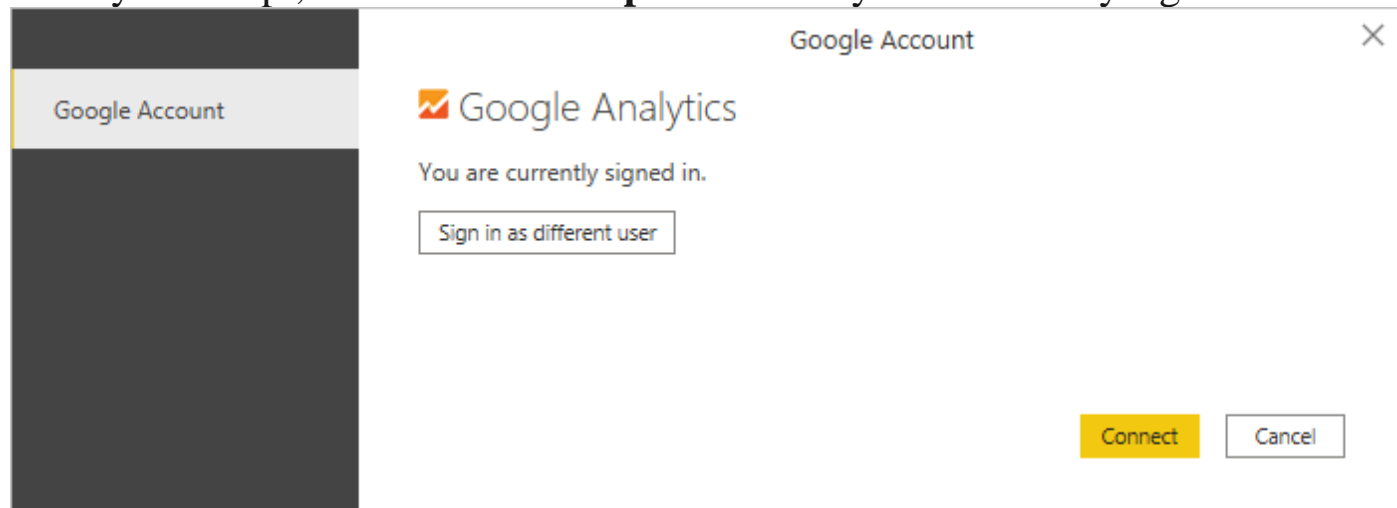 Google Account
Google Account
Google Analytics
You are currently signed in.
Sign in as different user
Connect
Cancel